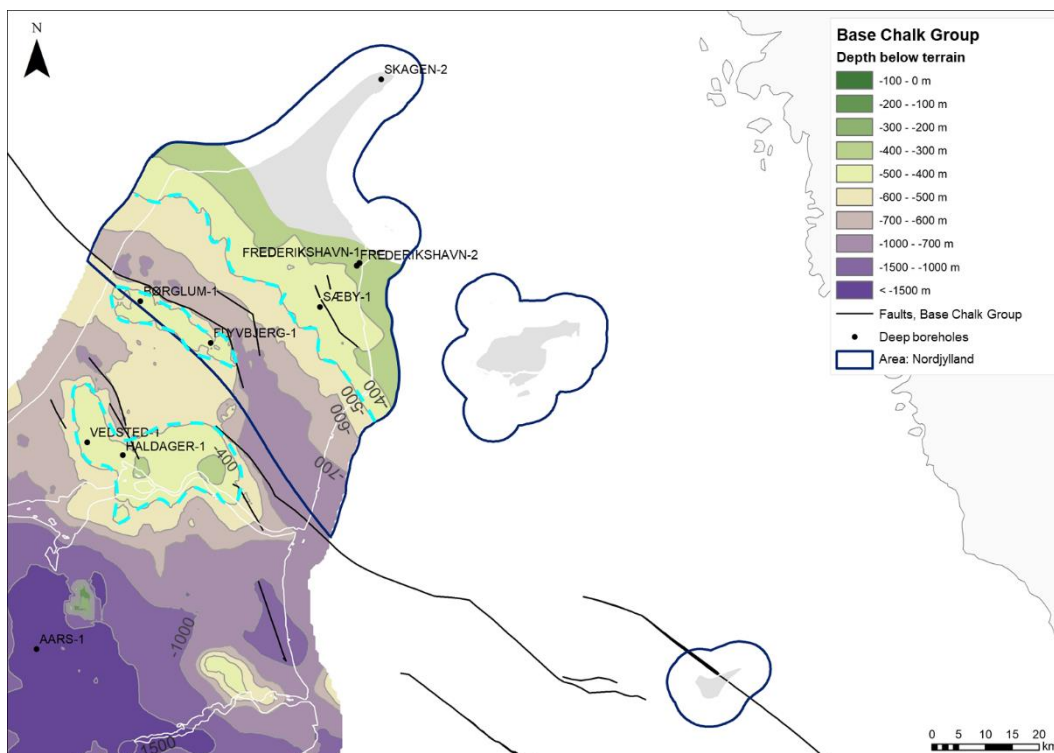 N
SKAGEN-2
FREDERIKSHAVN-1
FREDERIKSHAVN-2
SÆBY-1
BØRGLUM-1
FLYVBJERG-1
VEDSTED-1
HALDAGER-1
AARS-1
-400
-500
-600
-700
-400
-1000
-1500
Base Chalk Group
Depth below terrain
-100 - 0 m
-200 - -100 m
-300 - -200 m
-400 - -300 m
-500 - -400 m
-600 - -500 m
-700 - -600 m
-1000 - -700 m
-1500 - -1000 m
< -1500 m
Faults, Base Chalk Group
Deep boreholes
Area: Nordjylland
0 5 10 15 20
km